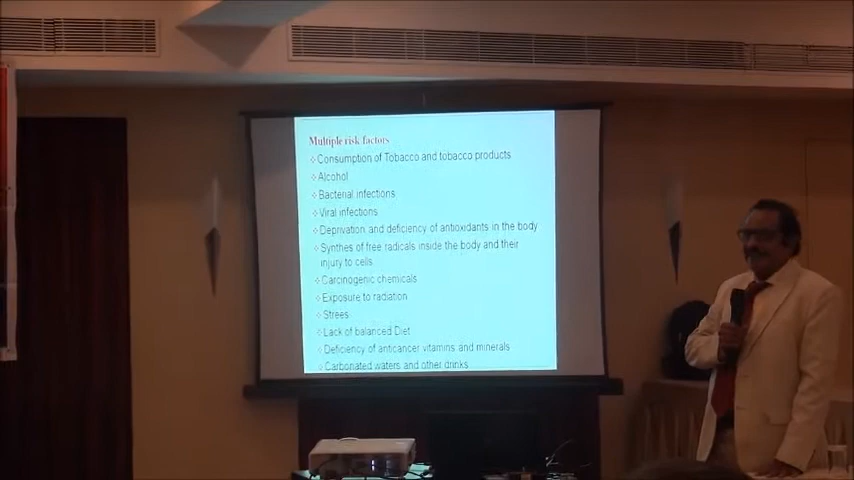 Multiple risk factors
❖Consumption of Tobacco and tobacco products
❖Alcohol
❖Bacterial infections
❖Viral infections
❖Deprivation and deficiency of antioxidants in the body
❖Synthes of free radicals inside the body and their
injury to cells
❖Carcinogenic chemicals
❖Exposure to radiation
❖Strees
❖Lack of balanced Diet
❖Deficiency of anticancer vitamins and minerals
❖Carbonated waters and other drinks